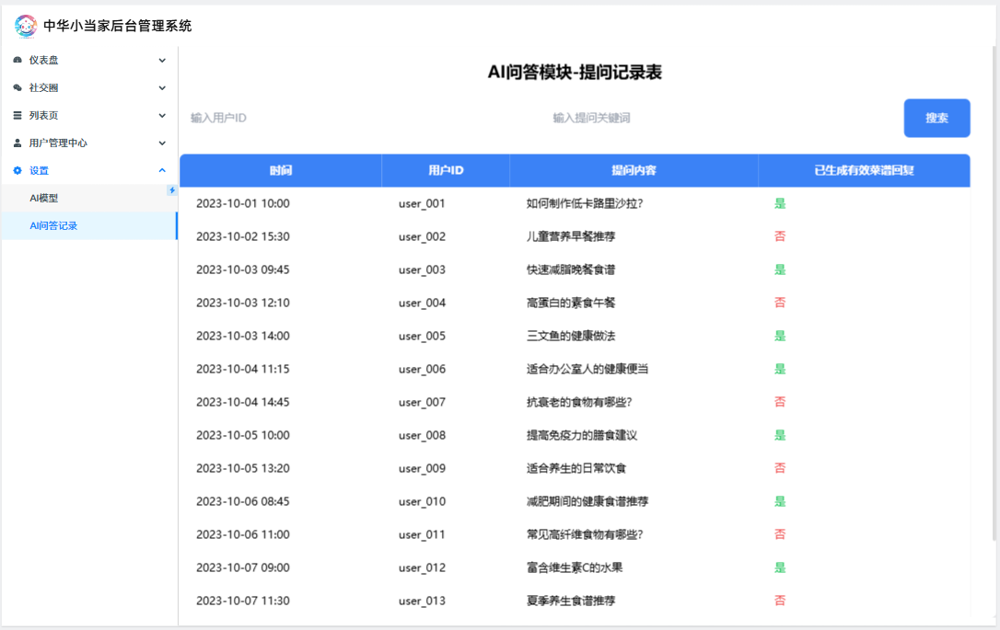 中华小当家后台管理系统
仪表盘
社交圈
列表页
用户管理中心
设置
AI模型
AI问答记录
AI问答模块-提问记录表
输入用户ID 输入提问关键词 搜索
时间 用户ID 提问内容 已生成有效菜谱回复
2023-10-01 10:00 user_001 如何制作低卡路里沙拉? 是
2023-10-02 15:30 user_002 儿童营养早餐推荐 否
2023-10-03 09:45 user_003 快速减脂晚餐食谱 是
2023-10-03 12:10 user_004 高蛋白的素食午餐 否
2023-10-03 14:00 user_005 三文鱼的健康做法 是
2023-10-04 11:15 user_006 适合办公室人的健康便当 是
2023-10-04 14:45 user_007 抗衰老的食物有哪些? 否
2023-10-05 10:00 user_008 提高免疫力的膳食建议 是
2023-10-05 13:20 user_009 适合养生的日常饮食 否
2023-10-06 08:45 user_010 减肥期间的健康食谱推荐 是
2023-10-06 11:00 user_011 常见高纤维食物有哪些? 否
2023-10-07 09:00 user_012 富含维生素C的水果 是
2023-10-07 11:30 user_013 夏季养生食谱推荐 否